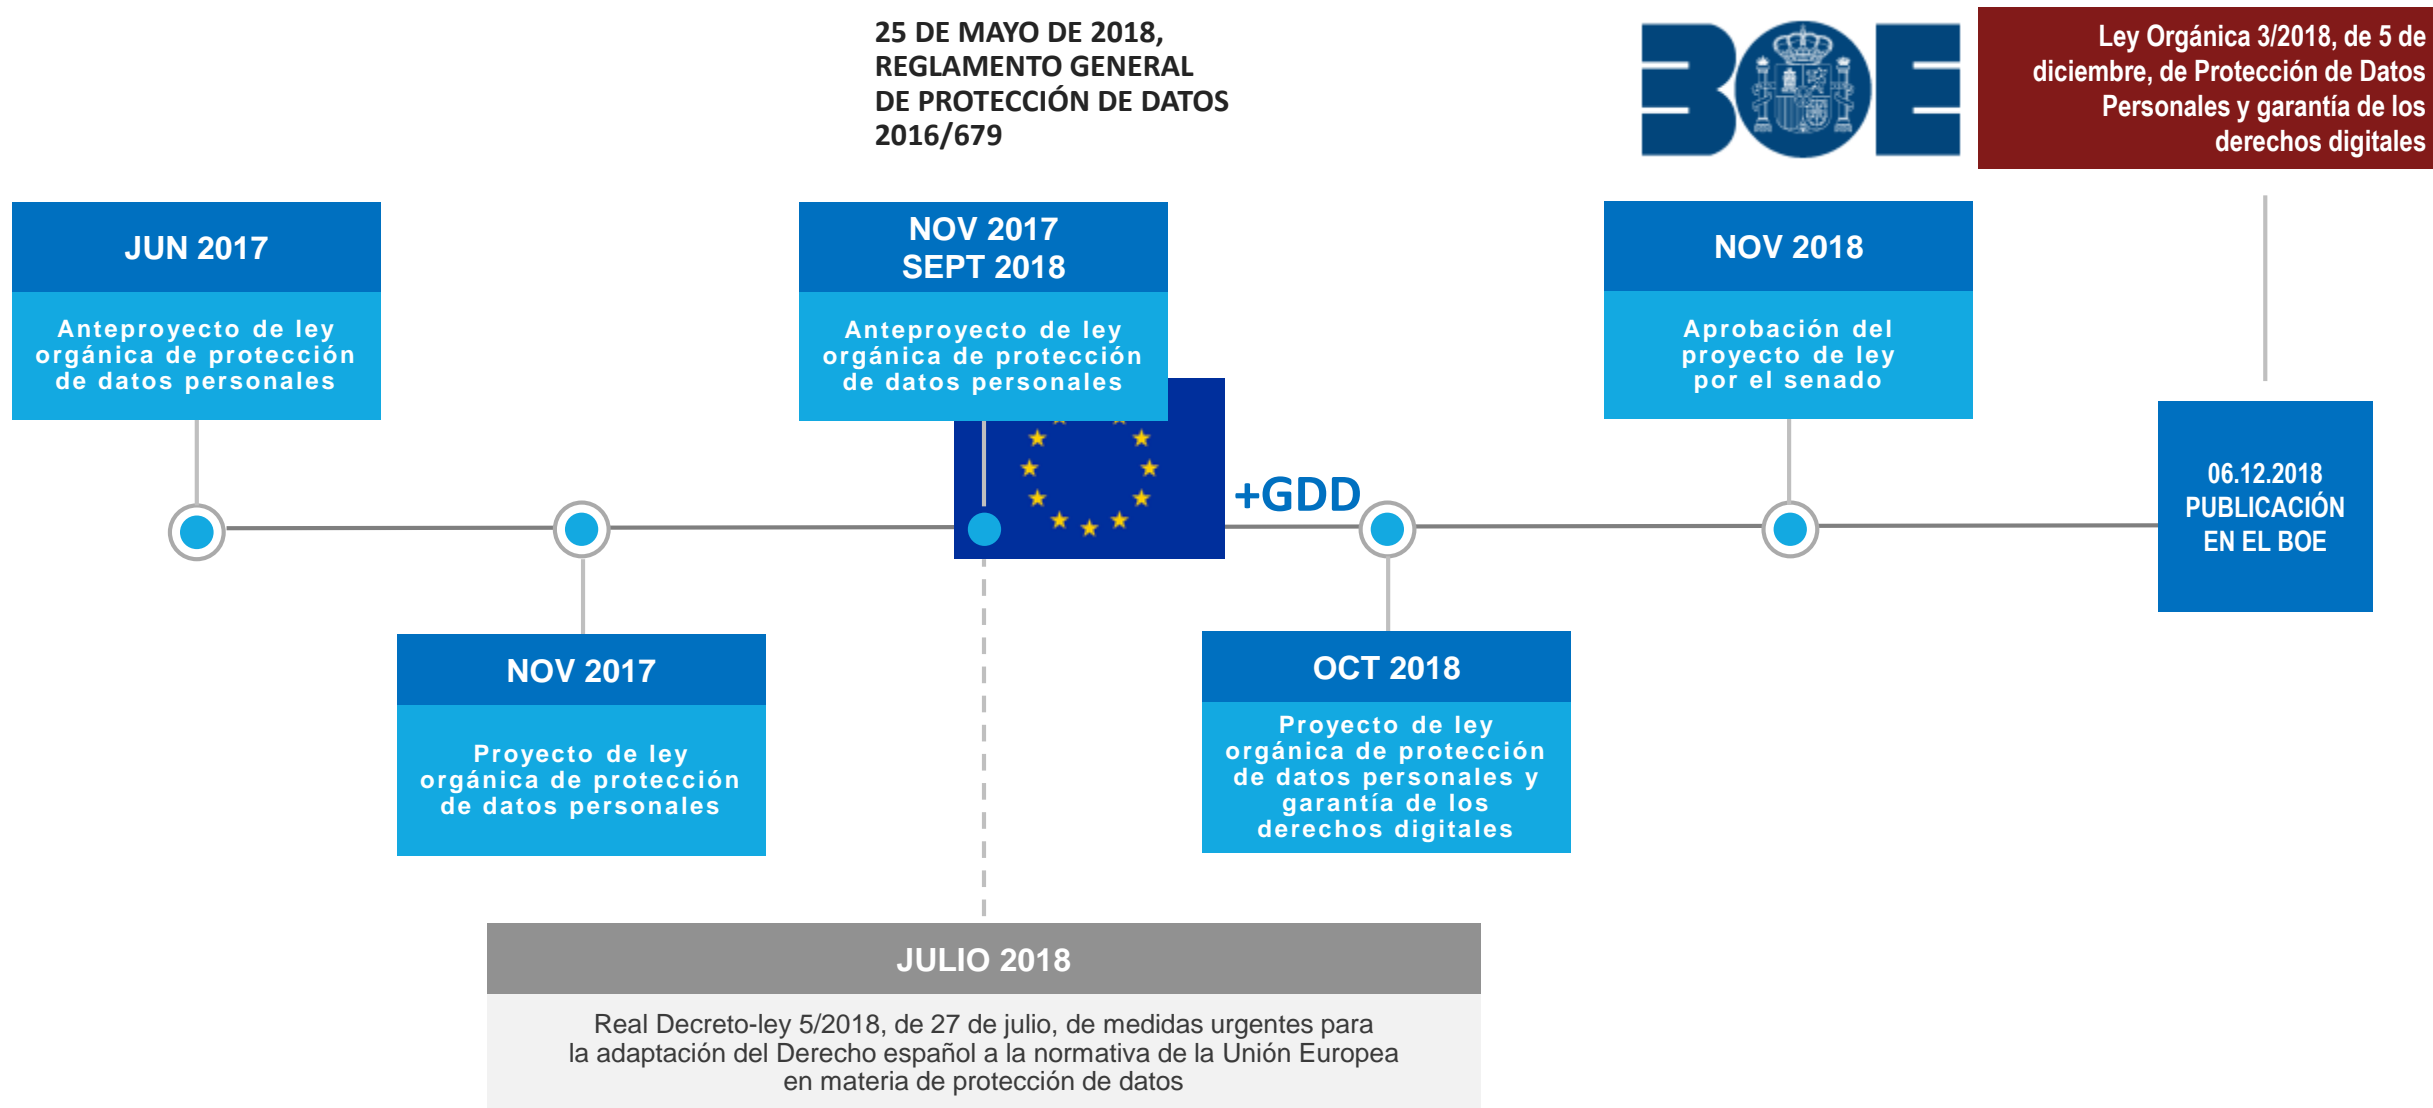 25 DE MAYO DE 2018,
REGLAMENTO GENERAL
DE PROTECCIÓN DE DATOS
2016/679
BOE
Ley Orgánica 3/2018, de 5 de
diciembre, de Protección de Datos
Personales y garantía de los
derechos digitales
JUN 2017
Anteproyecto de ley
orgánica de protección
de datos personales
NOV 2017
SEPT 2018
Anteproyecto de ley
orgánica de protección
de datos personales
NOV 2018
Aprobación del
proyecto de ley
por el senado
+GDD
06.12.2018
PUBLICACIÓN
EN EL BOE
NOV 2017
Proyecto de ley
orgánica de protección
de datos personales
OCT 2018
Proyecto de ley
orgánica de protección
de datos personales y
garantía de los
derechos digitales
JULIO 2018
Real Decreto-ley 5/2018, de 27 de julio, de medidas urgentes para
la adaptación del Derecho español a la normativa de la Unión Europea
en materia de protección de datos